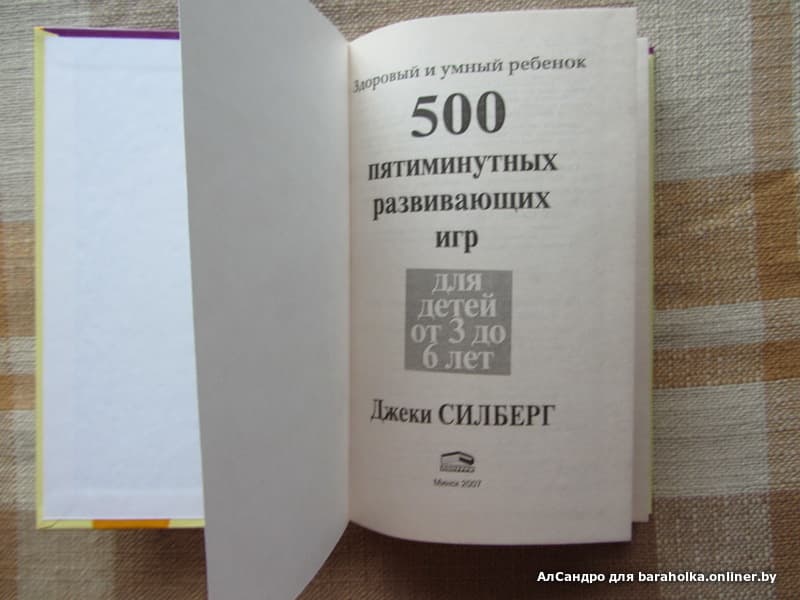 Здоровый и умный ребенок
500
пятиминутных
развивающих
игр
для
детей
от 3 до
6 лет
Джеки СИЛБЕРГ
Минск 2007
АлСандро для baraholka.onliner.by